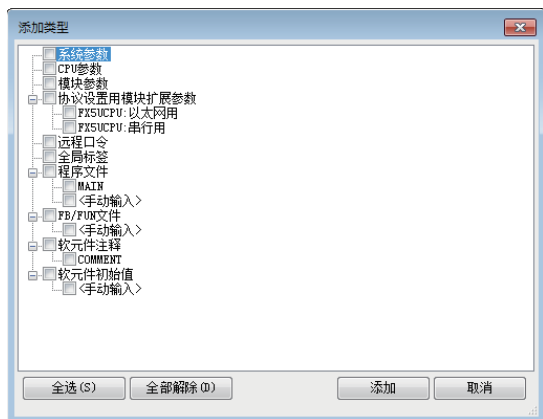 添加类型
系统参数
CPU参数
模块参数
协议设置用模块扩展参数
FX5UCPU:以太网用
FX5UCPU:串行用
远程口令
全局标签
程序文件
MAIN
<手动输入>
FB/FUN文件
<手动输入>
软元件注释
COMMENT
软元件初始值
<手动输入>
全选(S) 全部解除(D) 添加 取消